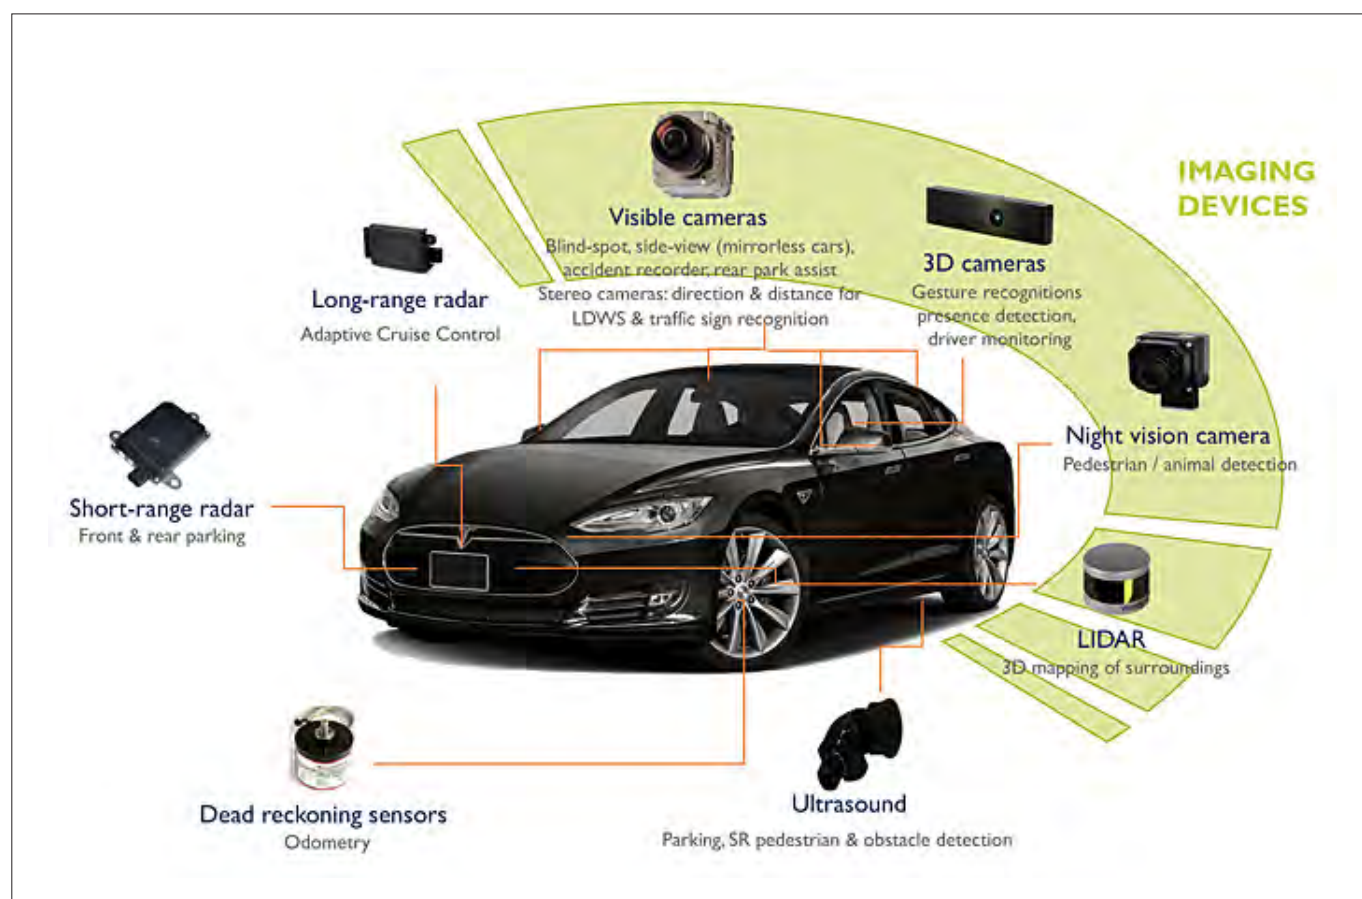 IMAGING
DEVICES
Visible cameras
Blind-spot, side-view (mirrorless cars),
accident recorder, rear park assist
Stereo cameras: direction & distance for
LDWS & traffic sign recognition
3D cameras
Gesture recognitions
presence detection,
driver monitoring
Long-range radar
Adaptive Cruise Control
Night vision camera
Pedestrian / animal detection
Short-range radar
Front & rear parking
LIDAR
3D mapping of surroundings
Dead reckoning sensors
Odometry
Ultrasound
Parking, SR pedestrian & obstacle detection